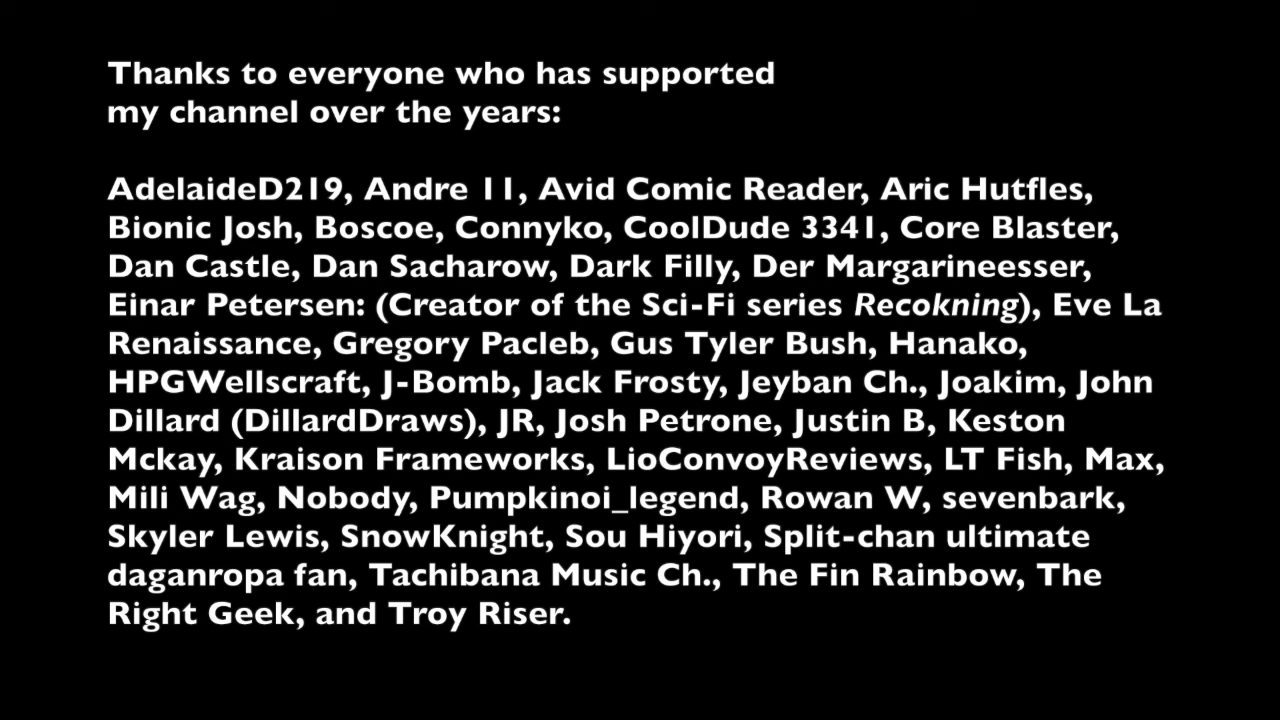 Thanks to everyone who has supported
my channel over the years:
AdelaideD219, Andre 11, Avid Comic Reader, Aric Hutfles,
Bionic Josh, Boscoe, Connyko, CoolDude 3341, Core Blaster,
Dan Castle, Dan Sacharow, Dark Filly, Der Margarineesser,
Einar Petersen: (Creator of the Sci-Fi series Recokning), Eve La
Renaissance, Gregory Pacleb, Gus Tyler Bush, Hanako,
HPGWellscraft, J-Bomb, Jack Frosty, Jeyban Ch., Joakim, John
Dillard (DillardDraws), JR, Josh Petrone, Justin B, Keston
Mckay, Kraison Frameworks, LioConvoyReviews, LT Fish, Max,
Mili Wag, Nobody, Pumpkinoi_legend, Rowan W, sevenbark,
Skyler Lewis, SnowKnight, Sou Hiyori, Split-chan ultimate
daganropa fan, Tachibana Music Ch., The Fin Rainbow, The
Right Geek, and Troy Riser.